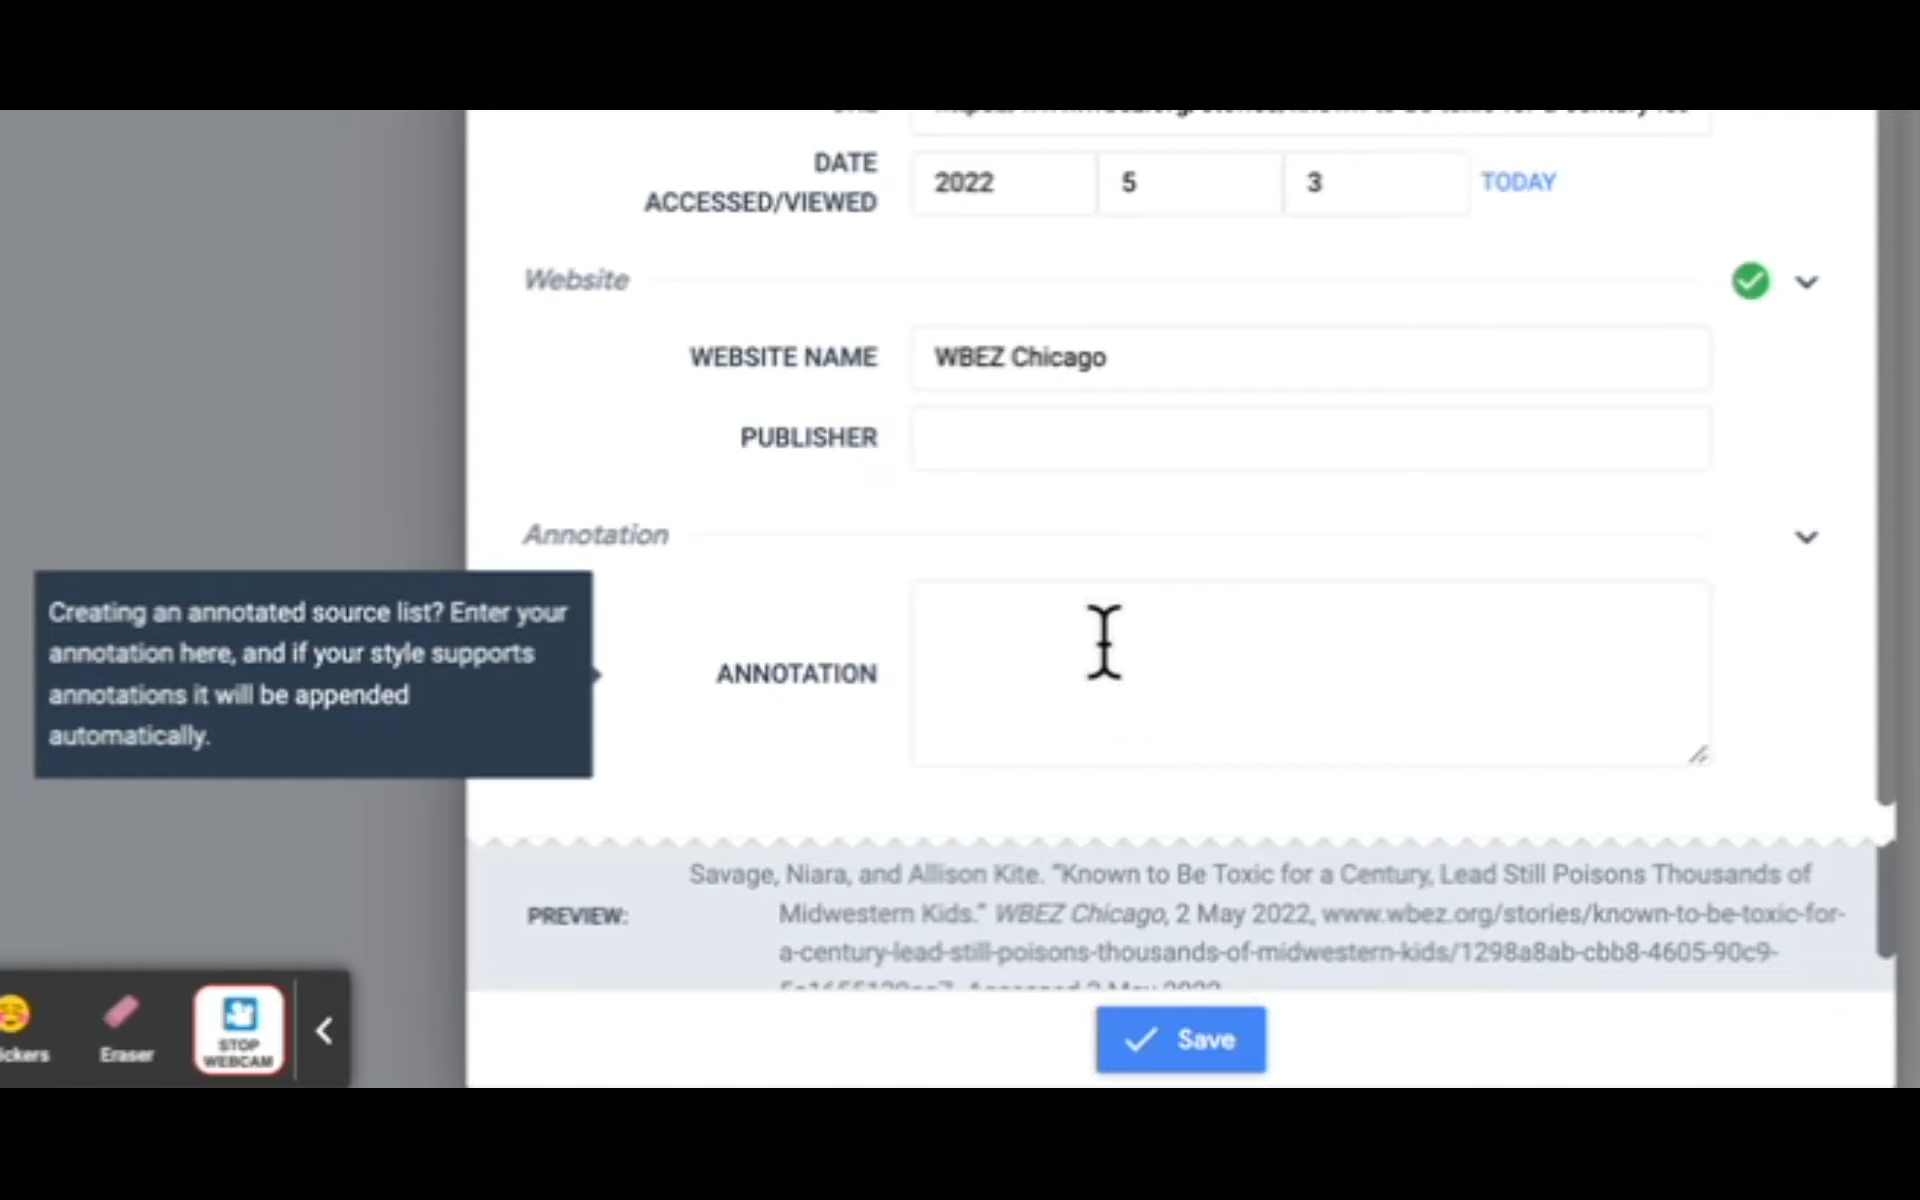 DATE
ACCESSED/VIEWED
2022
5
3
TODAY
Website
WEBSITE NAME
WBEZ Chicago
PUBLISHER
Annotation
Creating an annotated source list? Enter your
annotation here, and if your style supports
annotations it will be appended
automatically.
ANNOTATION
PREVIEW:
Savage, Niara, and Allison Kite. “Known to Be Toxic for a Century, Lead Still Poisons Thousands of
Midwestern Kids.” WBEZ Chicago, 2 May 2022, www.wbez.org/stories/known-to-be-toxic-for-
a-century-lead-still-poisons-thousands-of-midwestern-kids/1298a8ab-cbb8-4605-90c9-
Save
ickers
Eraser
STOP
WEBCAM